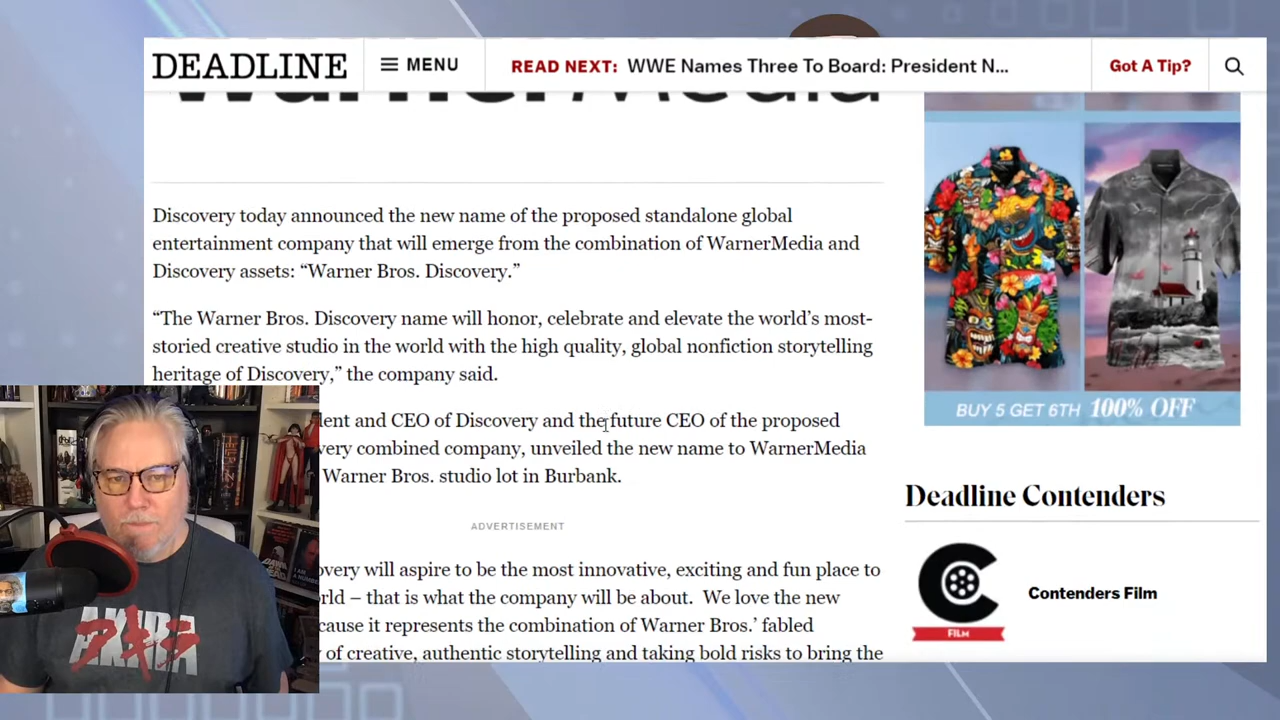 DEADLINE
MENU
READ NEXT: WWE Names Three To Board: President N...
Got A Tip?
WarnerMedia
Discovery today announced the new name of the proposed standalone global
entertainment company that will emerge from the combination of WarnerMedia and
Discovery assets: “Warner Bros. Discovery.”
“The Warner Bros. Discovery name will honor, celebrate and elevate the world’s most-
storied creative studio in the world with the high quality, global nonfiction storytelling
heritage of Discovery,” the company said.
dent and CEO of Discovery and the future CEO of the proposed
very combined company, unveiled the new name to WarnerMedia
Warner Bros. studio lot in Burbank.
ADVERTISEMENT
overy will aspire to be the most innovative, exciting and fun place to
rld – that is what the company will be about. We love the new
cause it represents the combination of Warner Bros.’ fabled
of creative, authentic storytelling and taking bold risks to bring the
BUY 5 GET 6TH 100% OFF
Deadline Contenders
FILM
Contenders Film
アキラ
AKIRA